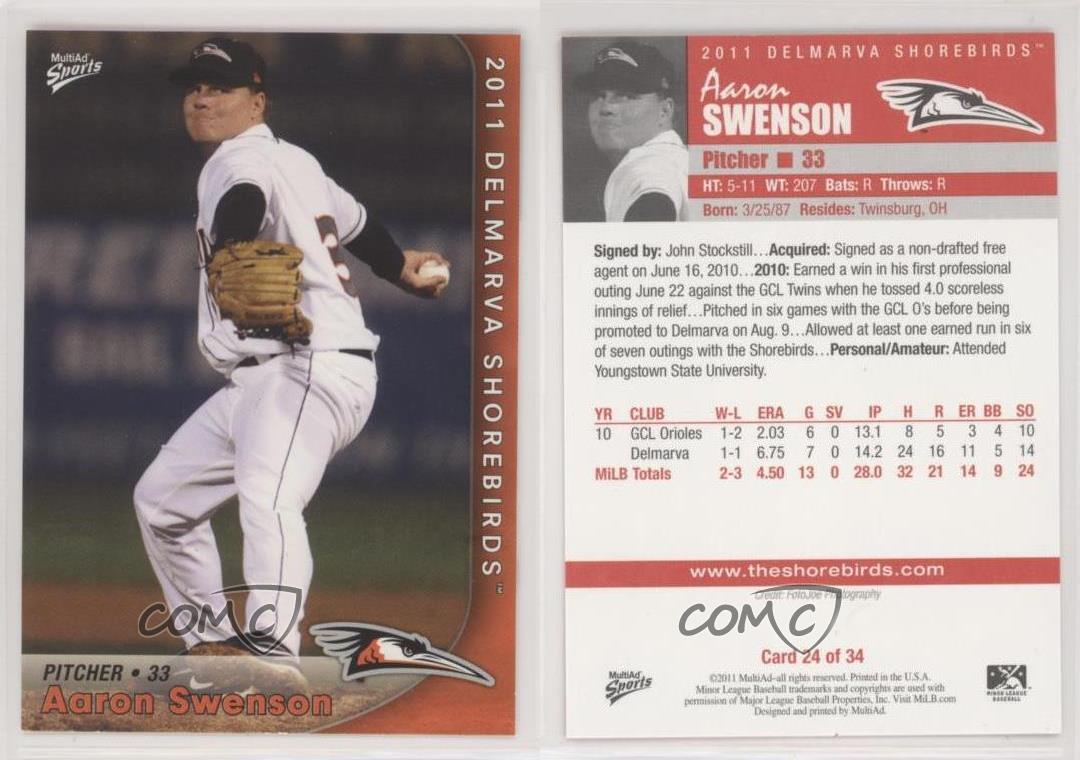 MultiAd
Sports
2011 DELMARVA SHOREBIRDS™
COMC
PITCHER • 33
Aaron Swenson
2011 DELMARVA SHOREBIRDS™
Aaron
SWENSON
Pitcher ■ 33
HT: 5-11 WT: 207 Bats: R Throws: R
Born: 3/25/87 Resides: Twinsburg, OH
Signed by: John Stockstill...Acquired: Signed as a non-drafted free
agent on June 16, 2010...2010: Earned a win in his first professional
outing June 22 against the GCL Twins when he tossed 4.0 scoreless
innings of relief...Pitched in six games with the GCL O's before being
promoted to Delmarva on Aug. 9...Allowed at least one earned run in six
of seven outings with the Shorebirds...Personal/Amateur: Attended
Youngstown State University.
YR CLUB W-L ERA G SV IP H R ER BB SO
10 GCL Orioles 1-2 2.03 6 0 13.1 8 5 3 4 10
Delmarva 1-1 6.75 7 0 14.2 24 16 11 5 14
MiLB Totals 2-3 4.50 13 0 28.0 32 21 14 9 24
www.theshorebirds.com
Credit: FotoJoe Photography
COMC
Card 24 of 34
MultiAd
Sports
©2011 MultiAd-all rights reserved. Printed in the U.S.A.
Minor League Baseball trademarks and copyrights are used with
permission of Major League Baseball Properties, Inc. Visit MiLB.com
Designed and printed by MultiAd.
MINOR LEAGUE
BASEBALL